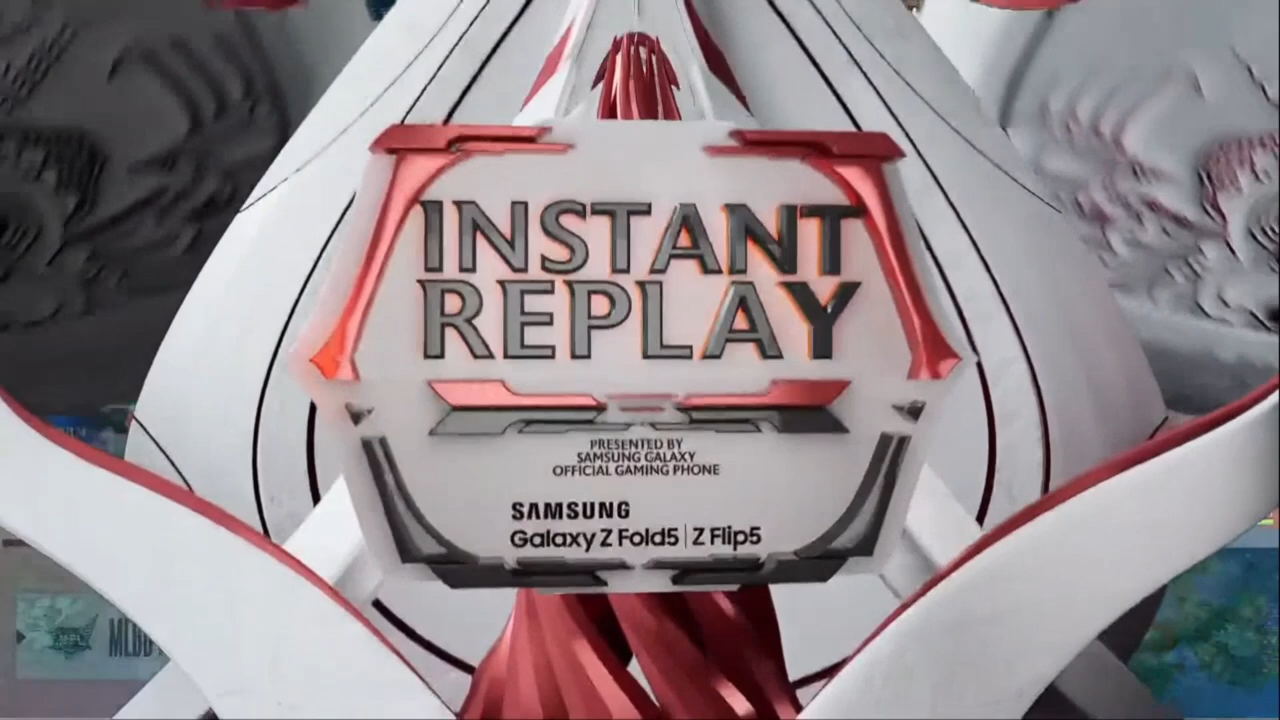 INSTANT
REPLAY
PRESENTED BY
SAMSUNG GALAXY
OFFICIAL GAMING PHONE
SAMSUNG
Galaxy Z Fold5 | Z Flip5